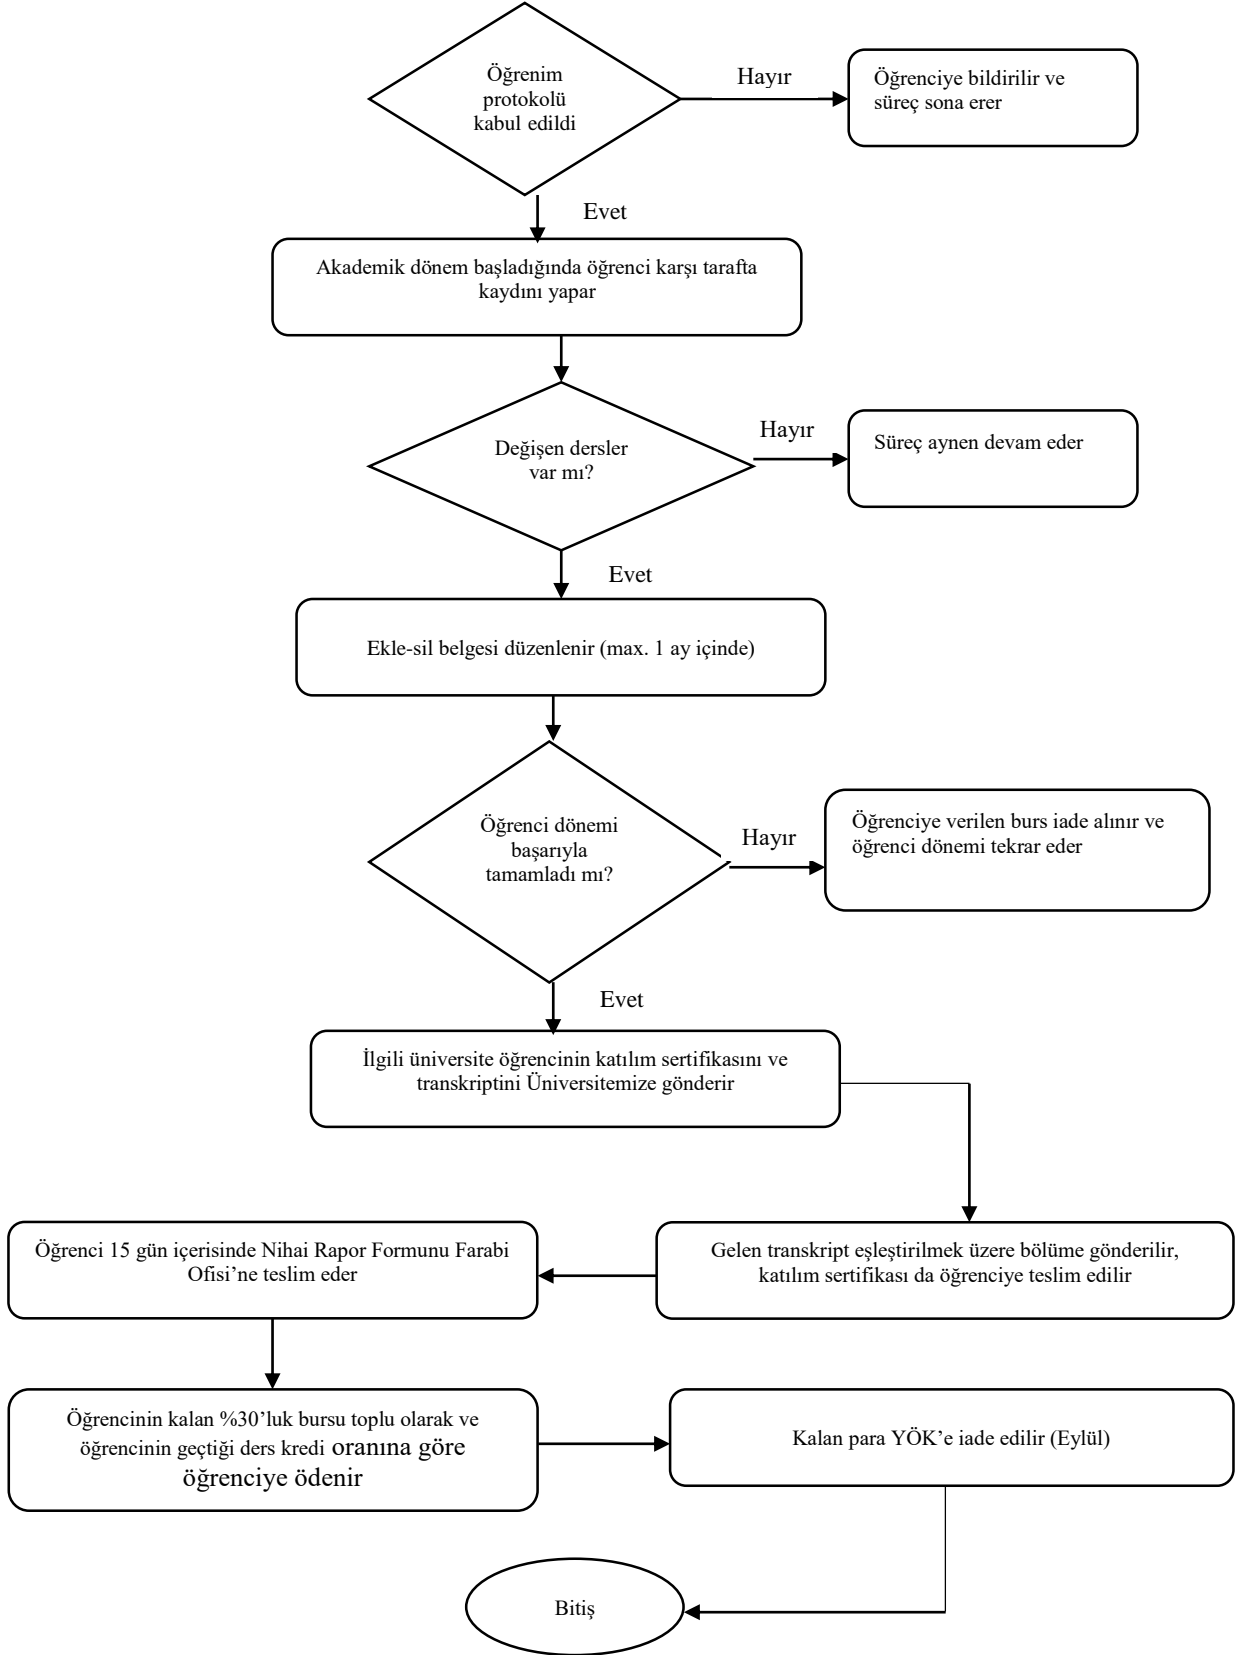 Öğrenim
protokolü
kabul edildi
Hayır
Öğrenciye bildirilir ve
süreç sona erer
Evet
Akademik dönem başladığında öğrenci karşı tarafta
kaydını yapar
Değişen dersler
var mı?
Hayır
Süreç aynen devam eder
Evet
Ekle-sil belgesi düzenlenir (max. 1 ay içinde)
Öğrenci dönemi
başarıyla
tamamladı mı?
Hayır
Öğrenciye verilen burs iade alınır ve
öğrenci dönemi tekrar eder
Evet
İlgili üniversite öğrencinin katılım sertifikasını ve
transkriptini Üniversitemize gönderir
Gelen transkript eşleştirilmek üzere bölüme gönderilir,
katılım sertifikası da öğrenciye teslim edilir
Öğrenci 15 gün içerisinde Nihai Rapor Formunu Farabi
Ofisi’ne teslim eder
Öğrencinin kalan %30’luk bursu toplu olarak ve
öğrencinin geçtiği ders kredi oranına göre
öğrenciye ödenir
Kalan para YÖK’e iade edilir (Eylül)
Bitiş